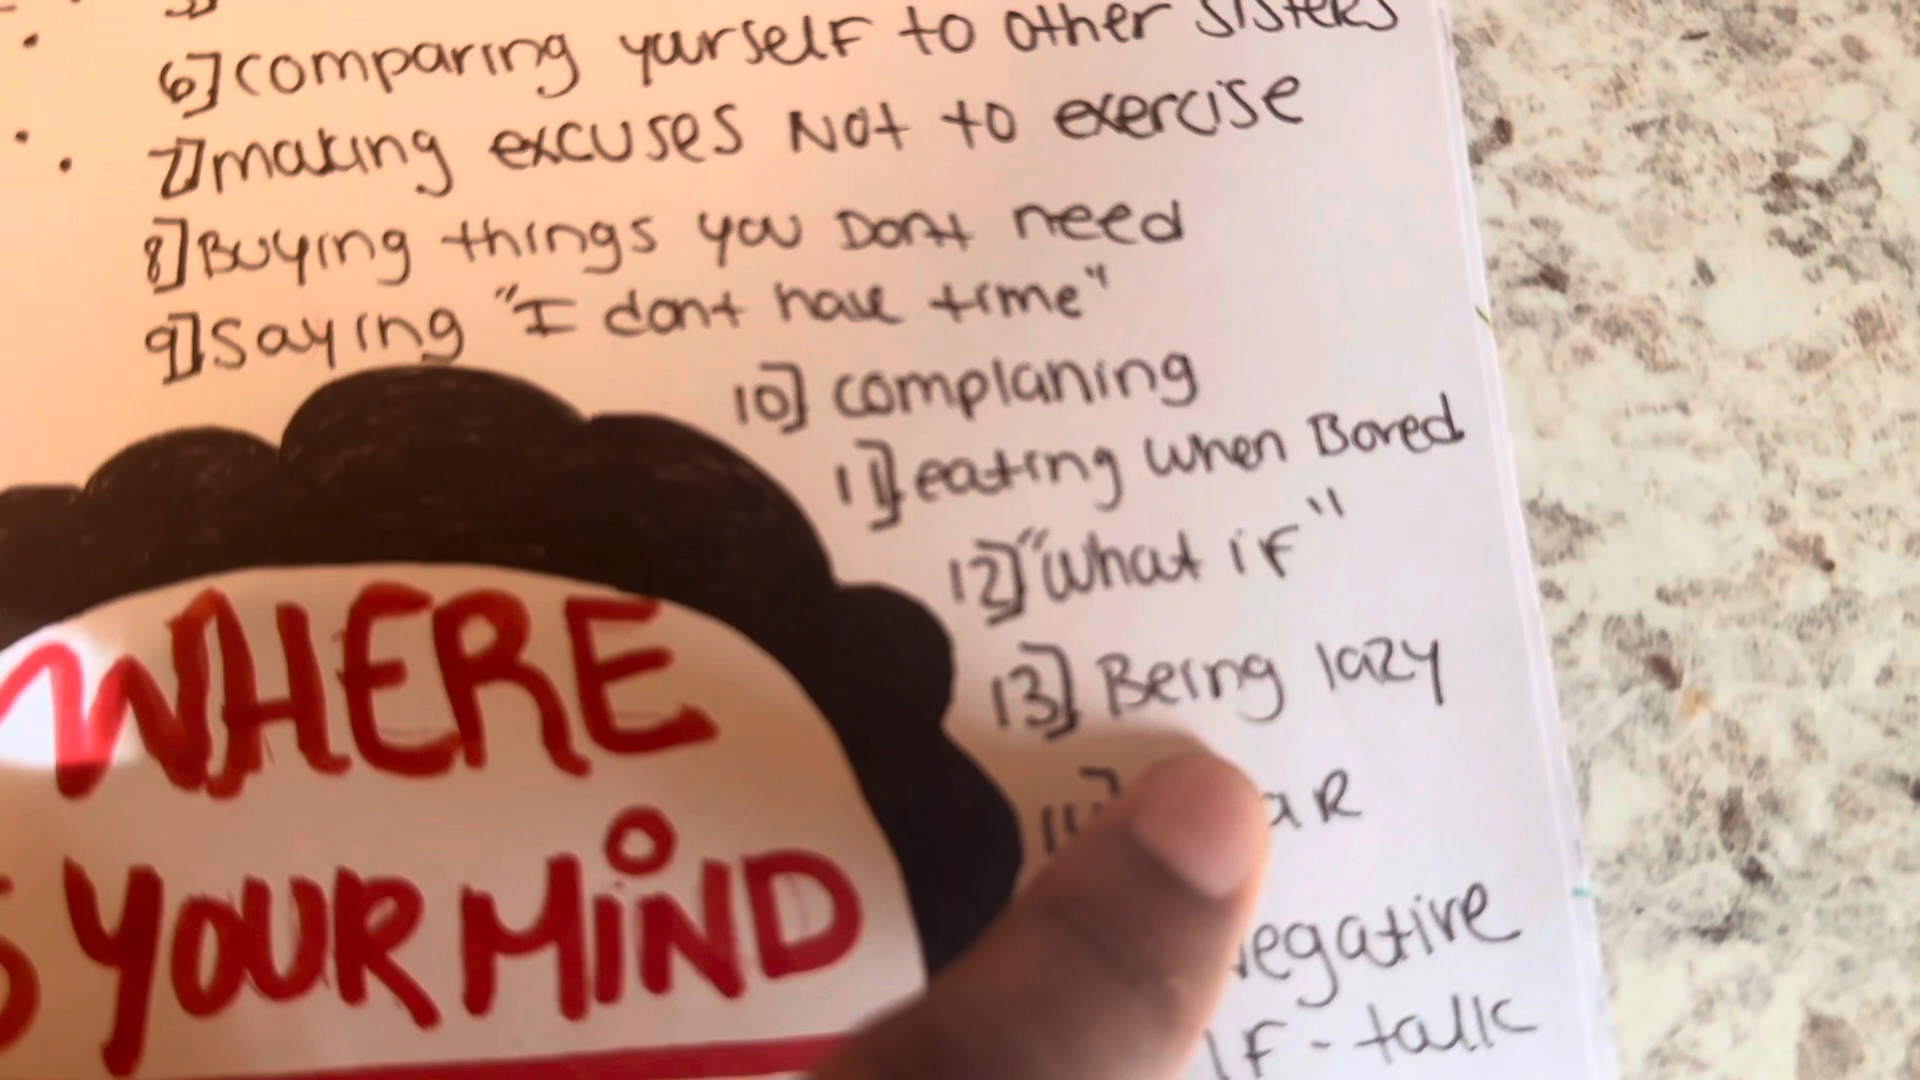 6] comparing yourself to other sisters
7] making excuses Not to exercise
8] Buying things you Dont need
9] Saying "I dont have time"
10] complaning
11] eating when Bored
12] "what if"
13] Being lazy
negative
- talk
WHERE
YOUR MIND